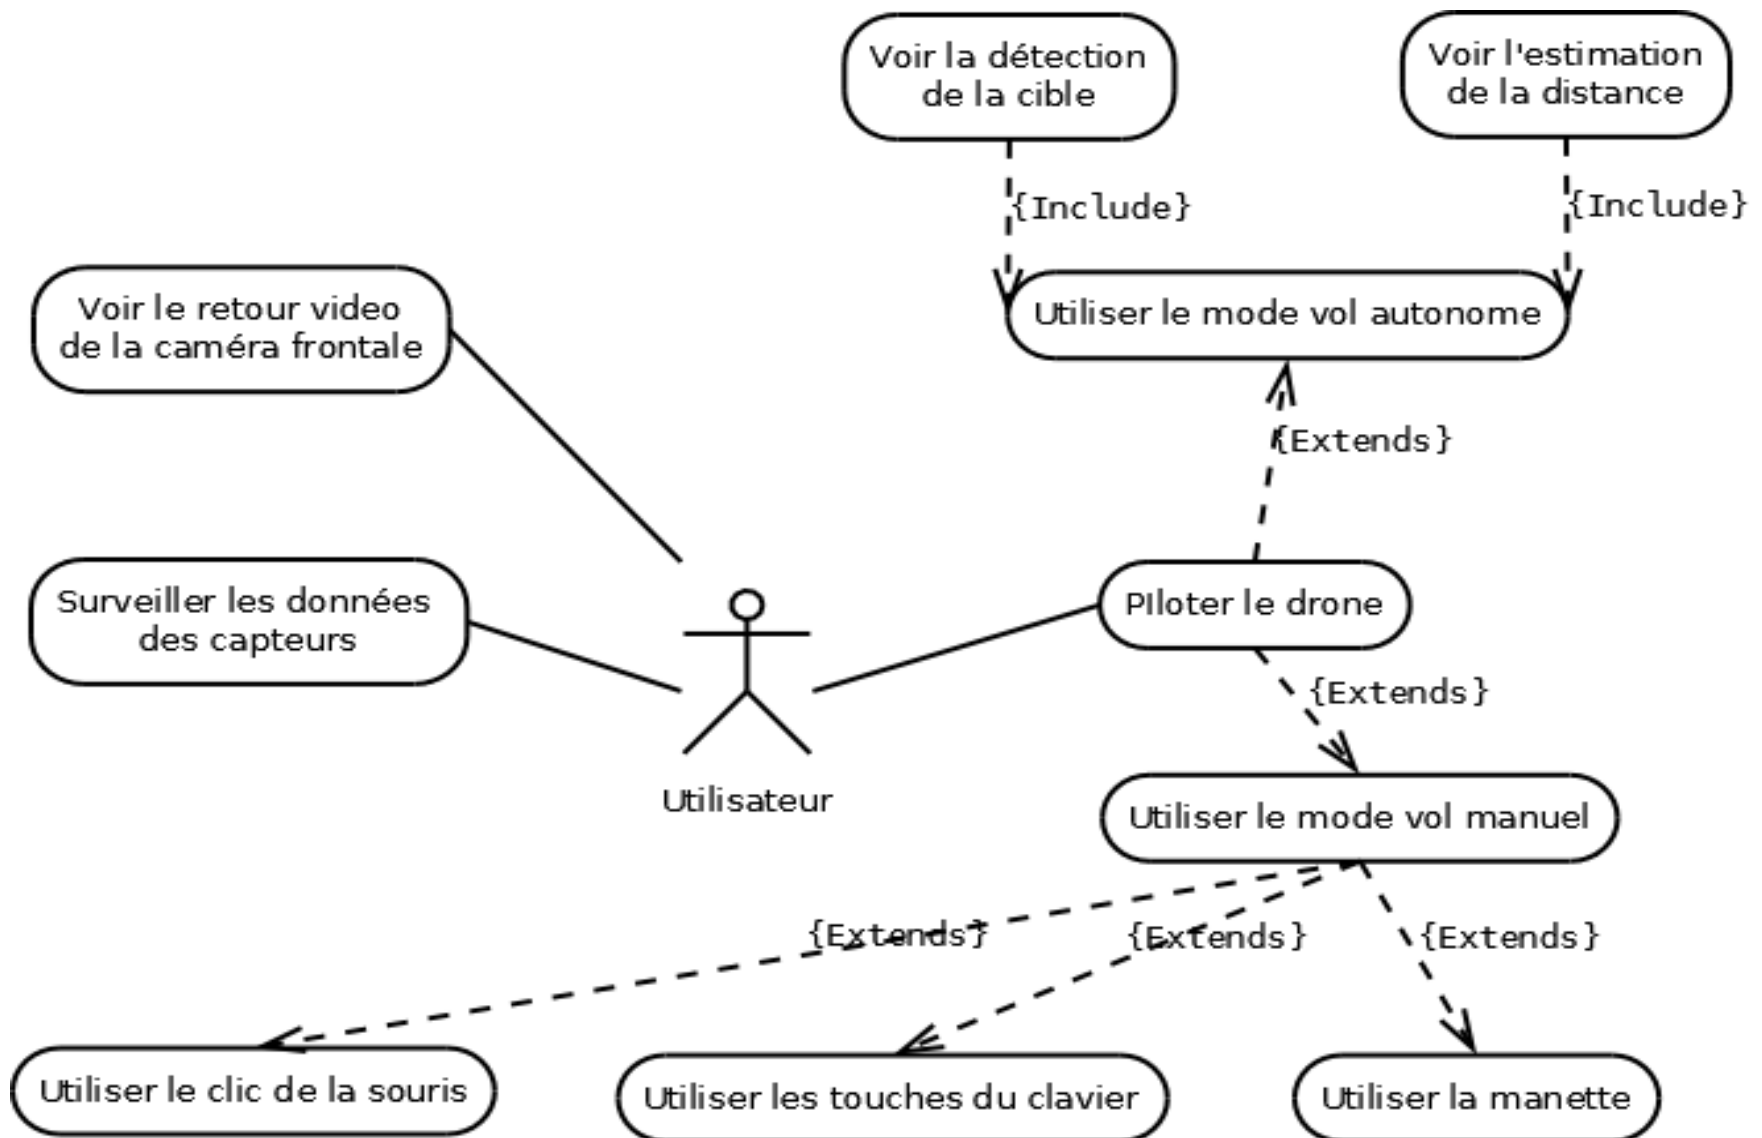 Voir la détection
de la cible
Voir l'estimation
de la distance
{Include}
{Include}
Voir le retour video
de la caméra frontale
Utiliser le mode vol autonome
{Extends}
Surveiller les données
des capteurs
PIloter le drone
{Extends}
Utilisateur
Utiliser le mode vol manuel
{Extends}
{Extends}
{Extends}
Utiliser le clic de la souris
Utiliser les touches du clavier
Utiliser la manette